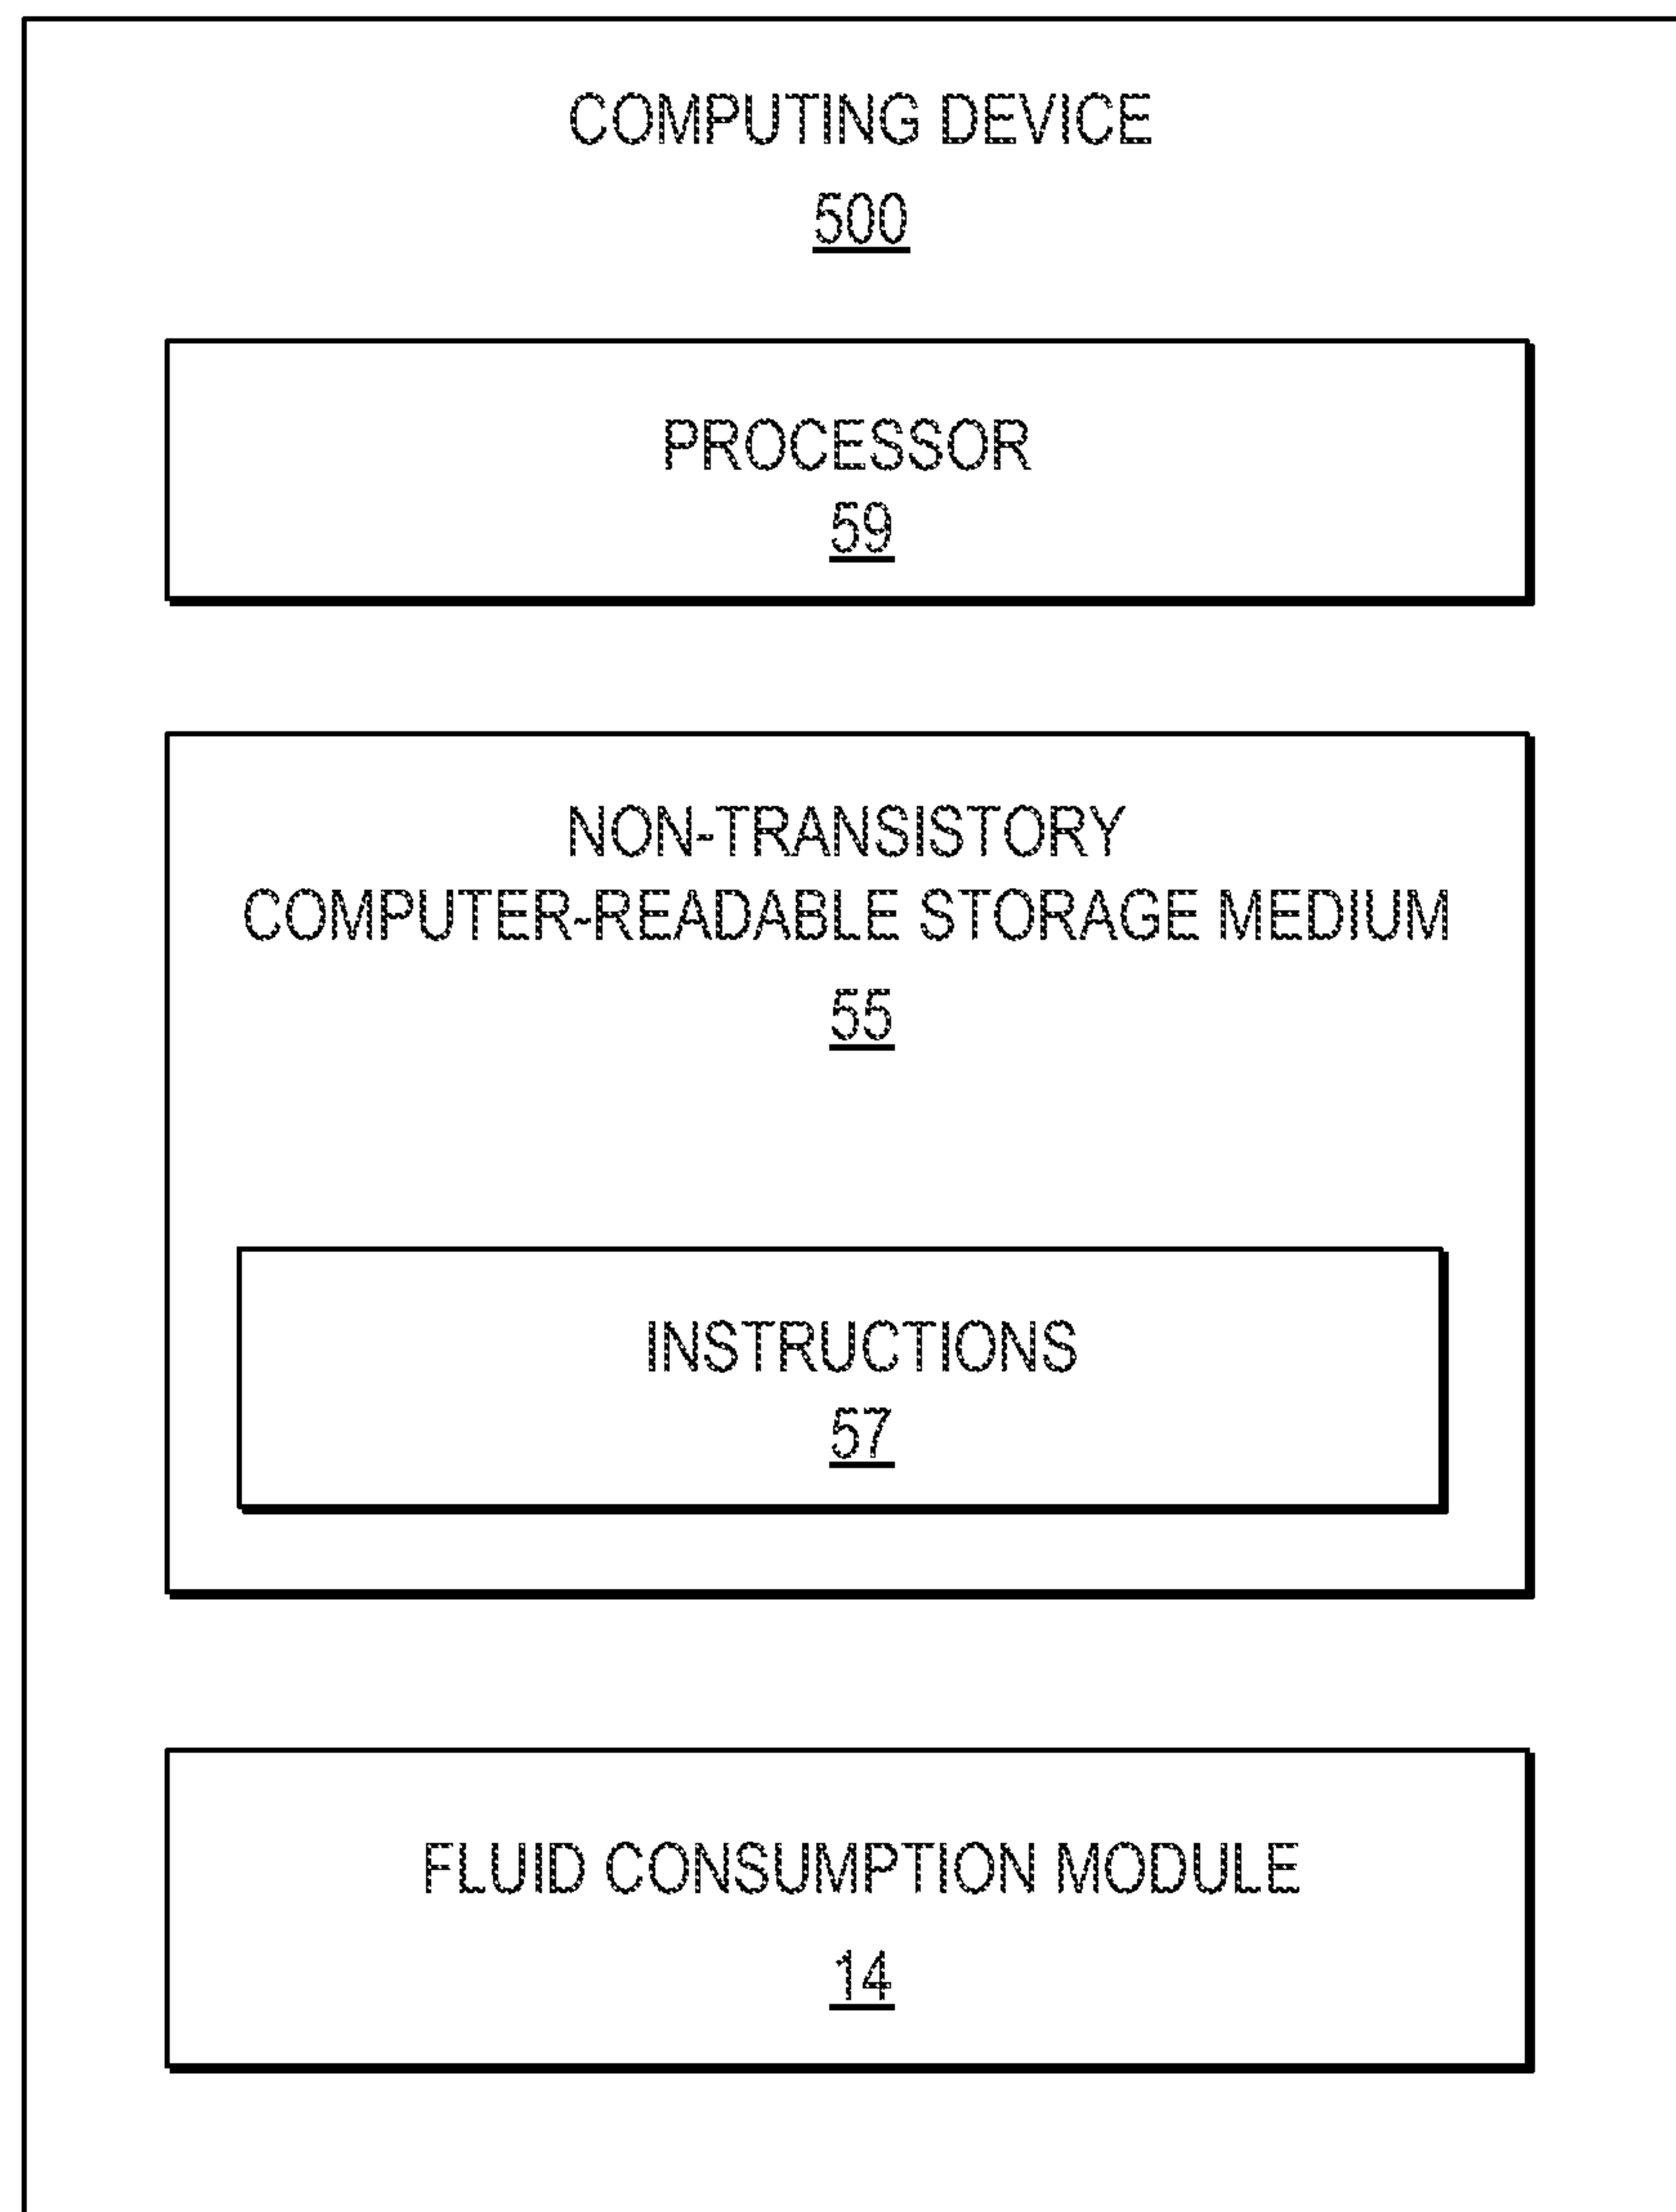 COMPUTING DEVICE
500
PROCESSOR
59
NON-TRANSISTORY
COMPUTER-READABLE STORAGE MEDIUM
55
INSTRUCTIONS
57
FLUID CONSUMPTION MODULE
14